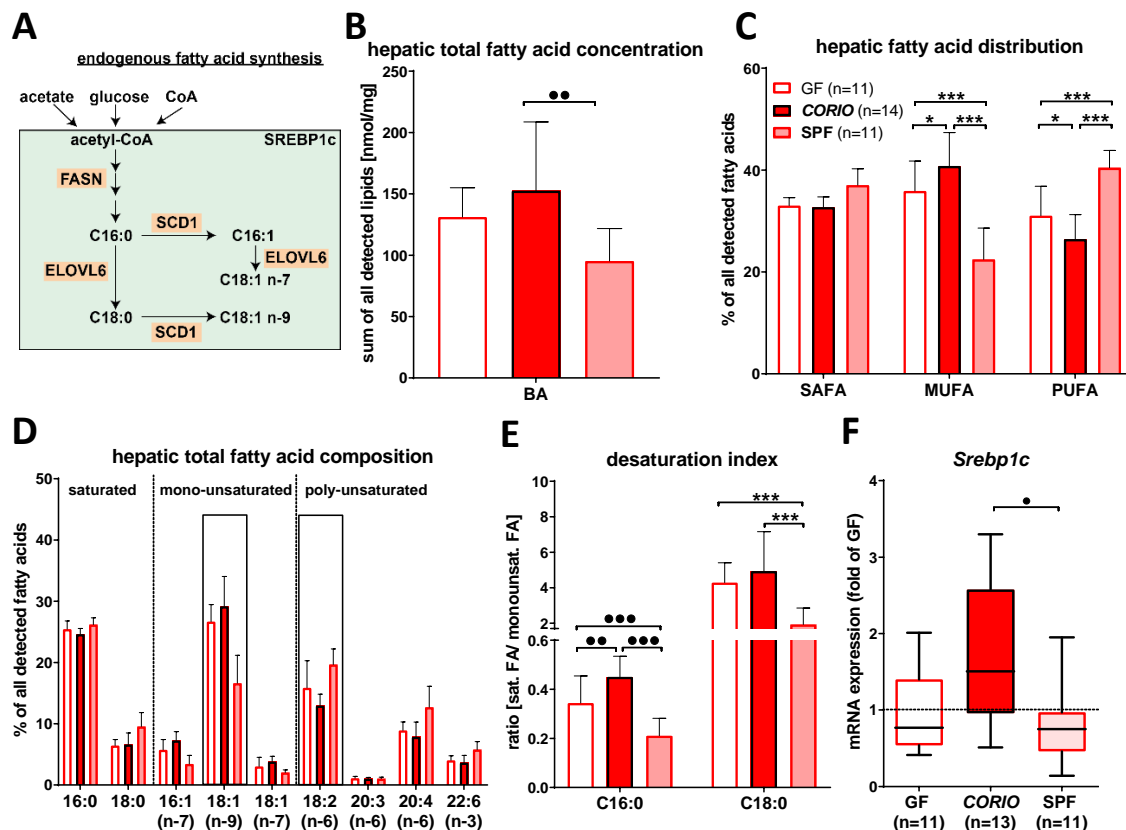 A
endogenous fatty acid synthesis
acetate glucose CoA
acetyl-CoA SREBP1c
FASN
SCD1
C16:0 C16:1
ELOVL6 ELOVL6
C18:1 n-7
C18:0 C18:1 n-9
SCD1
B
hepatic total fatty acid concentration
sum of all detected lipids [nmol/mg]
250
200
150
100
50
0
●●
BA
C
hepatic fatty acid distribution
% of all detected fatty acids
60
40
20
0
GF (n=11)
CORIO (n=14)
SPF (n=11)
*** ***
* *** * ***
SAFA MUFA PUFA
D
hepatic total fatty acid composition
% of all detected fatty acids
50
40
30
20
10
0
saturated mono-unsaturated poly-unsaturated
16:0 18:0 16:1 18:1 18:1 18:2 20:3 20:4 22:6
(n-7) (n-9) (n-7) (n-6) (n-6) (n-6) (n-3)
E
desaturation index
ratio [sat. FA/ monounsat. FA]
10
8
6
4
2
0.6
0.4
0.2
0.0
***
***
●●●
●● ●●●
C16:0 C18:0
F
Srebp1c
mRNA expression (fold of GF)
4
3
2
1
0
●
GF CORIO SPF
(n=11) (n=13) (n=11)